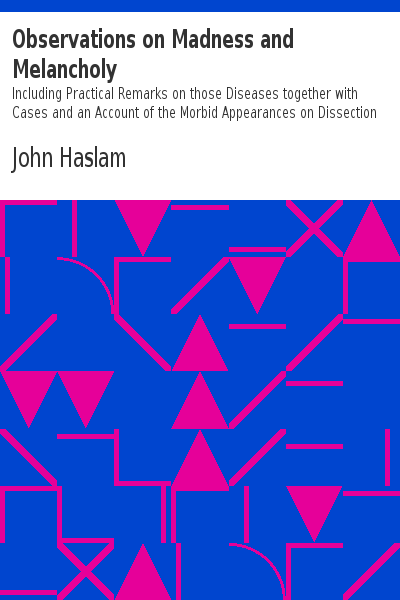 Observations on Madness and
Melancholy
Including Practical Remarks on those Diseases together with
Cases and an Account of the Morbid Appearances on Dissection
John Haslam